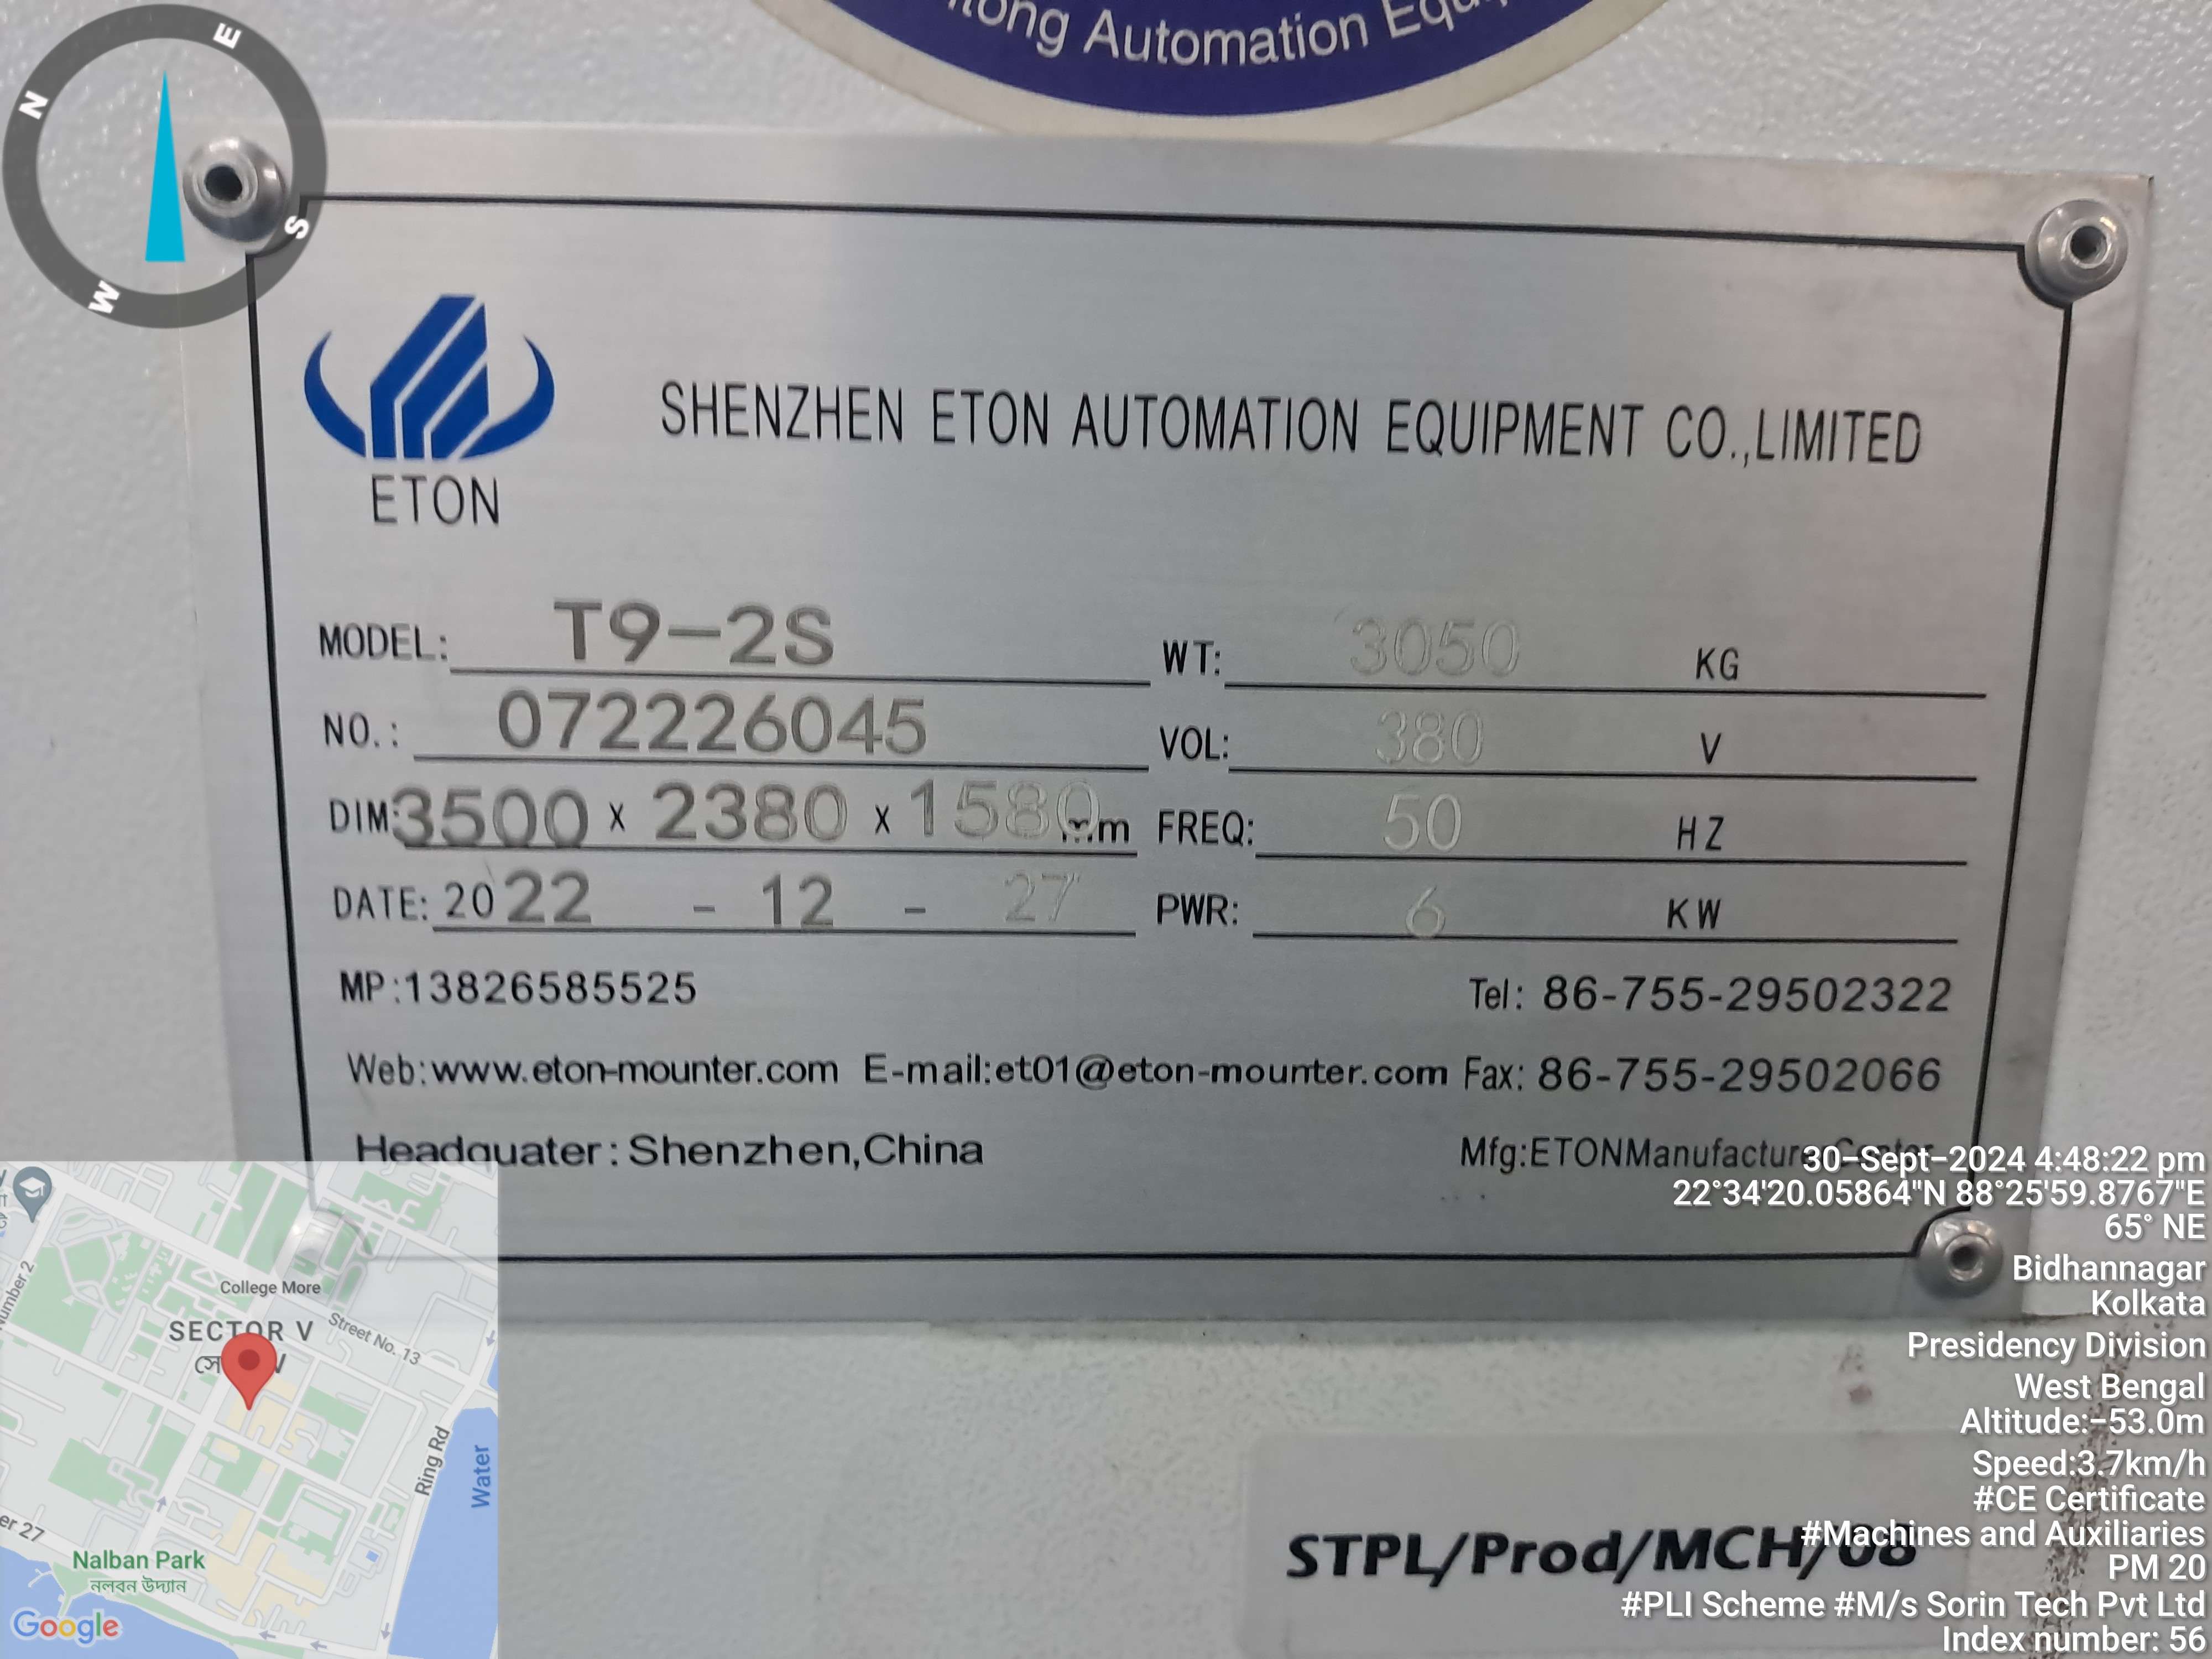 Automation
E
N
S
W
ETON
SHENZHEN ETON AUTOMATION EQUIPMENT CO.,LIMITED
MODEL: T9-2S WT: 3050 KG
NO.: 072226045 VOL: 380 V
DIM: 3500 x 2380 x 1580 mm FREQ: 50 HZ
DATE: 2022 - 12 - 27 PWR: 6 KW
MP:13826585525 Tel: 86-755-29502322
Web:www.eton-mounter.com E-mail:et01@eton-mounter.com Fax: 86-755-29502066
Headquater: Shenzhen,China Mfg:ETONManufactureCenter
30-Sept-2024 4:48:22 pm
22°34'20.05864"N 88°25'59.8767"E
65° NE
Bidhannagar
Kolkata
Presidency Division
West Bengal
Altitude:-53.0m
Speed:3.7km/h
#CE Certificate
#Machines and Auxiliaries
PM 20
#PLI Scheme #M/s Sorin Tech Pvt Ltd
Index number: 56
STPL/Prod/MCH/08
College More
SECTOR V
Street No. 13
Ring Rd
Water
Nalban Park
নলবন উদ্যান
Google